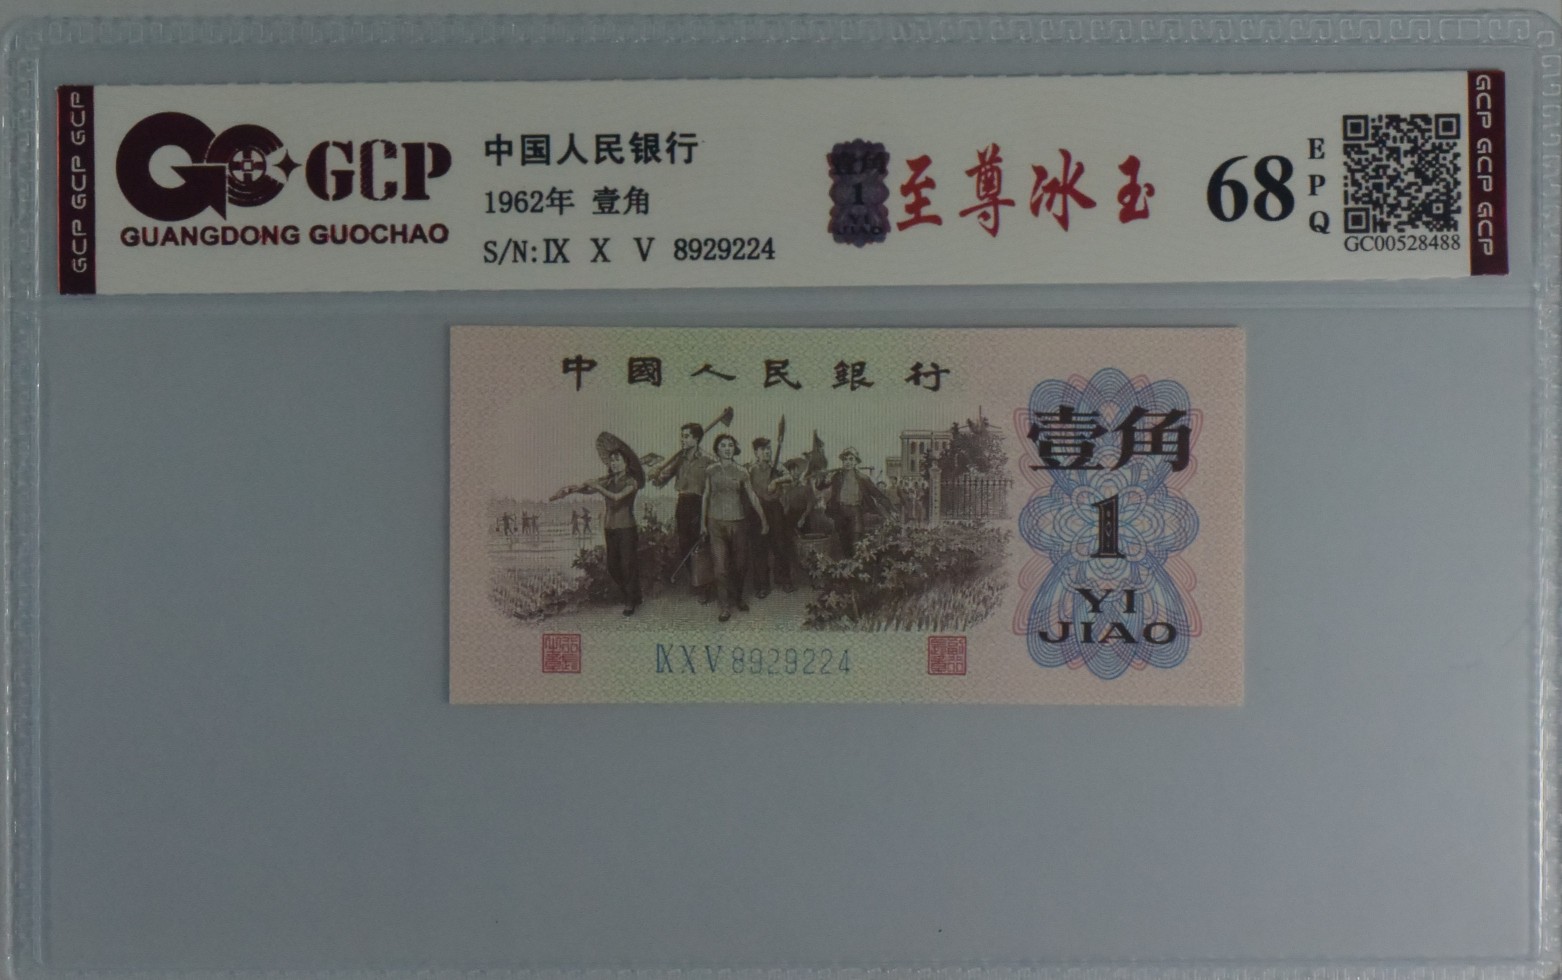 GCP GCP GCP
GCP
GUANGDONG GUOCHAO
中国人民银行
1962年 壹角
S/N:Ⅸ Ⅹ Ⅴ 8929224
壹角
1
YI
JIAO
至尊冰玉
68
EPQ
GC00528488
GCP GCP GCP
中國人民銀行
壹角
1
YI
JIAO
ⅨⅩⅤ8929224